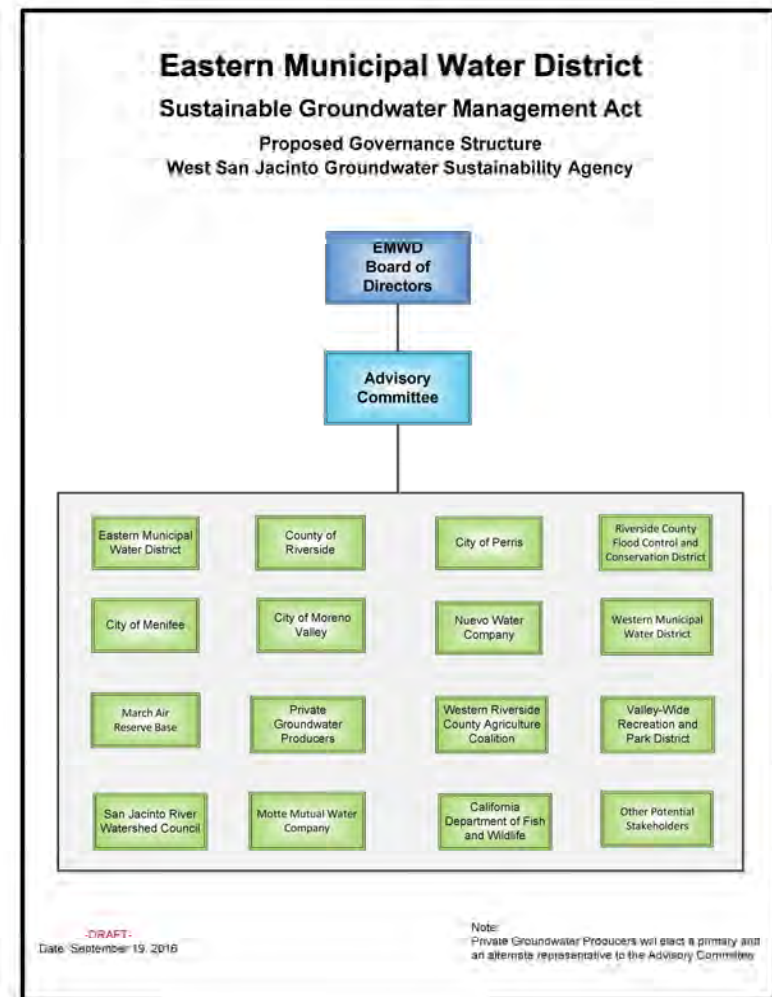 Eastern Municipal Water District
Sustainable Groundwater Management Act
Proposed Governance Structure
West San Jacinto Groundwater Sustainability Agency
EMWD
Board of
Directors
Advisory
Committee
Eastern Municipal
Water District
County of
Riverside
City of Perris
Riverside County
Flood Control and
Conservation District
City of Menifee
City of Moreno
Valley
Nuevo Water
Company
Western Municipal
Water District
March Air
Reserve Base
Private
Groundwater
Producers
Western Riverside
County Agriculture
Coalition
Valley-Wide
Recreation and
Park District
San Jacinto River
Watershed Council
Motte Mutual Water
Company
California
Department of Fish
and Wildlife
Other Potential
Stakeholders
-DRAFT-
Date: September 19, 2016
Note:
Private Groundwater Producers will elect a primary and
an alternate representative to the Advisory Committee